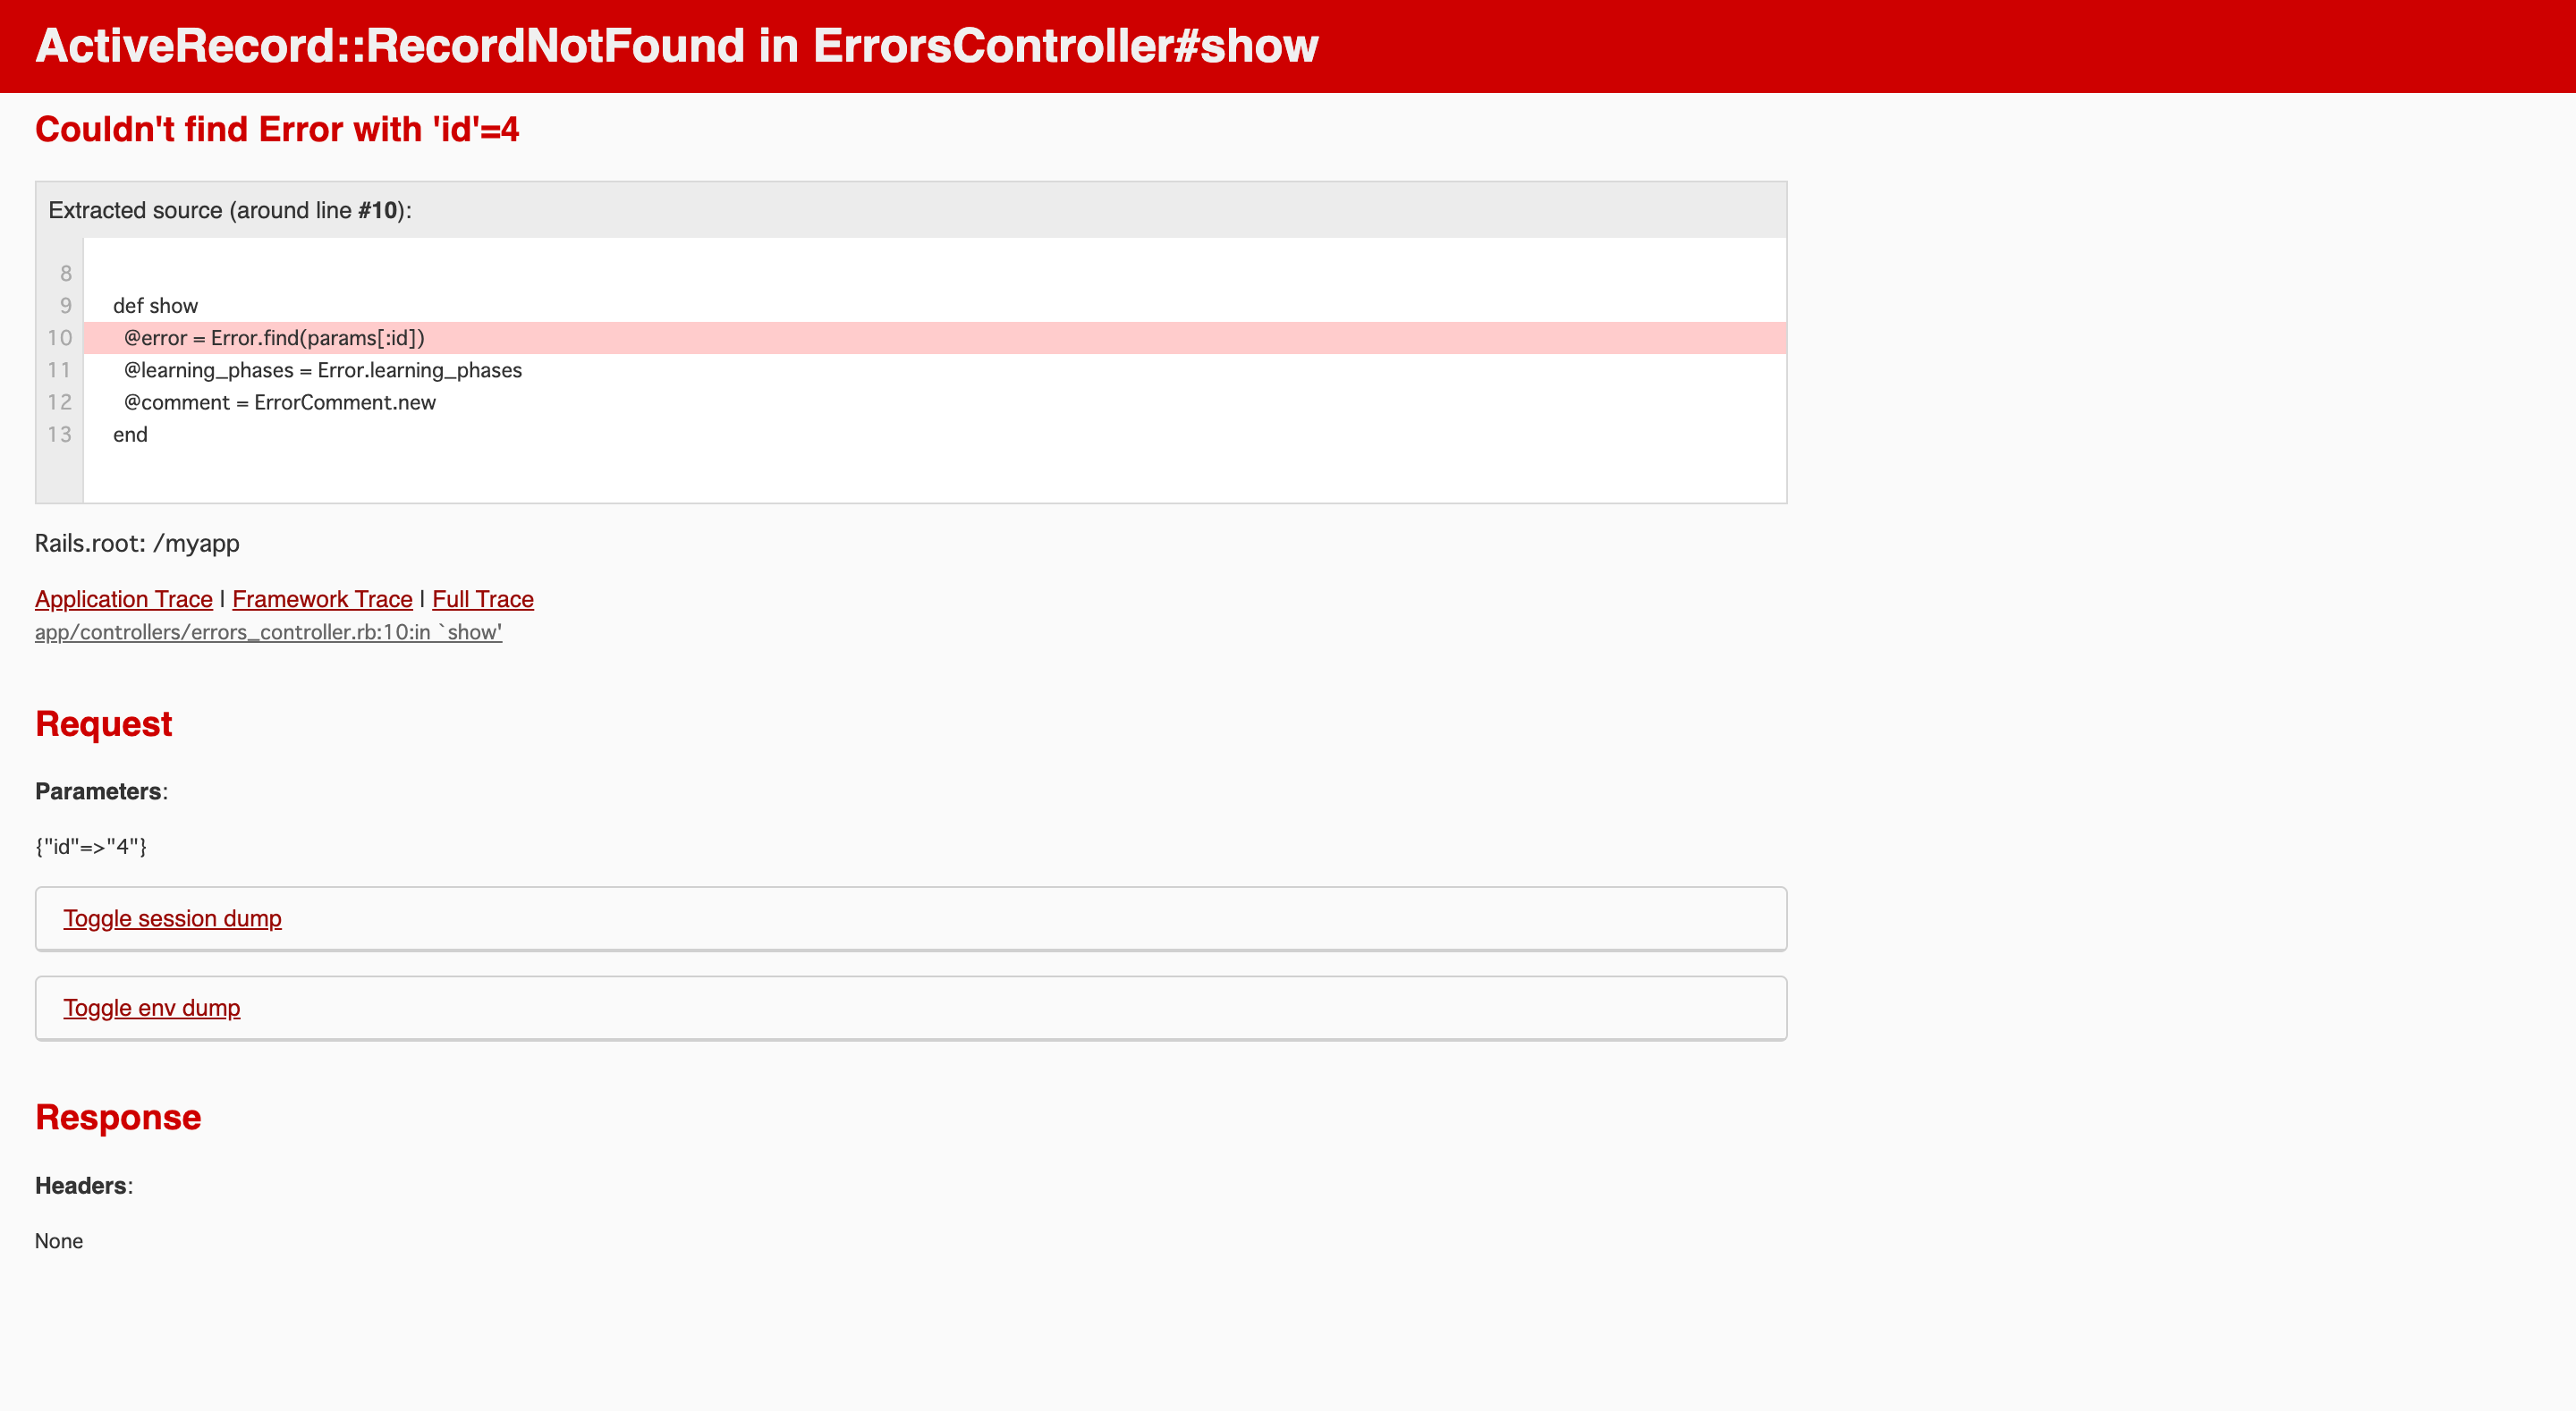 ActiveRecord::RecordNotFound in ErrorsController#show
Couldn't find Error with 'id'=4
Extracted source (around line #10):
8
9 def show
10 @error = Error.find(params[:id])
11 @learning_phases = Error.learning_phases
12 @comment = ErrorComment.new
13 end
Rails.root: /myapp
Application Trace | Framework Trace | Full Trace
app/controllers/errors_controller.rb:10:in `show'
Request
Parameters:
{"id"=>"4"}
Toggle session dump
Toggle env dump
Response
Headers:
None